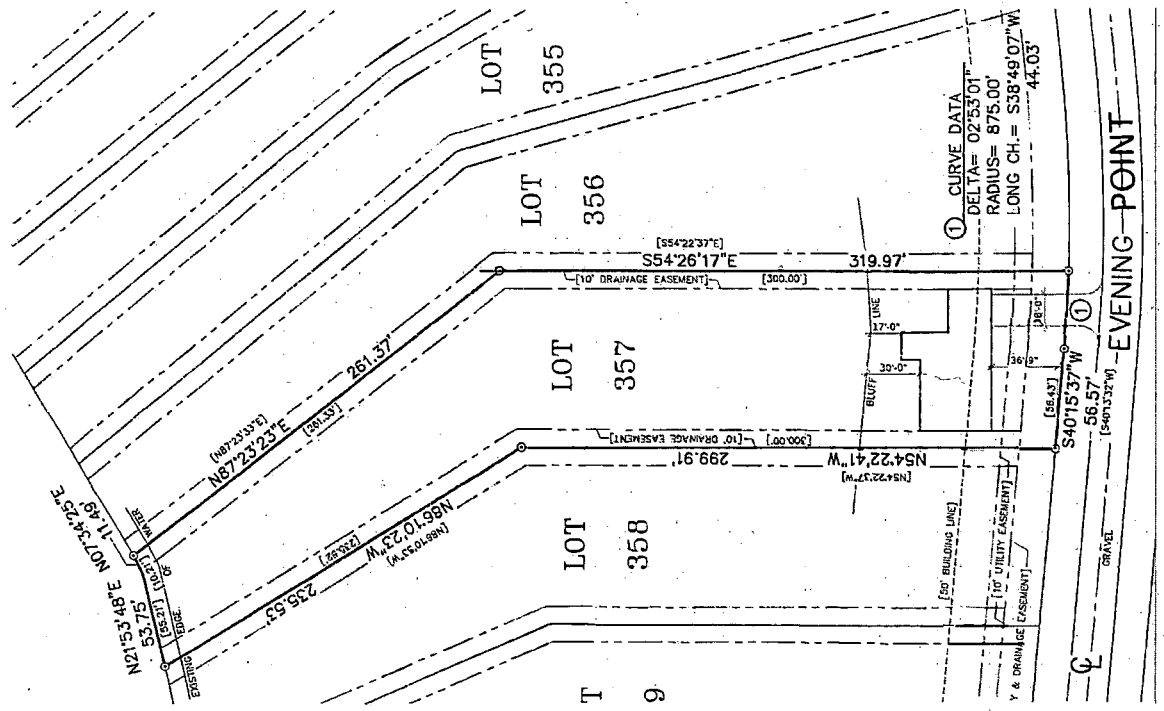 LOT
355
LOT
356
LOT
357
LOT
358
T
9
① CURVE DATA
DELTA= 02°53'01"
RADIUS= 875.00'
LONG CH.= S38°49'07"W
44.03'
[S54°22'37"E]
S54°26'17"E 319.97'
[10' DRAINAGE EASEMENT] [300.00']
261.37'
[N87°23'33"E]
N87°23'23"E
[261.33']
N07°34'25"E
11.49'
[10.21']
N21°53'48"E
53.75'
[55.21']
EXISTING EDGE OF WATER
235.53'
N86°10'23"W
[N86°10'53"W]
[235.62']
[10' DRAINAGE EASEMENT] [300.00']
299.91' N54°22'41"W
[N54°22'37"W]
BLUFF LINE
17'-0"
30'-0"
36'-9"
①
[56.43']
S40°15'37"W
56.57'
[S40°13'32"W]
[50' BUILDING LINE]
[10' UTILITY EASEMENT]
Y & DRAINAGE EASEMENT]
GRAVEL
EVENING POINT